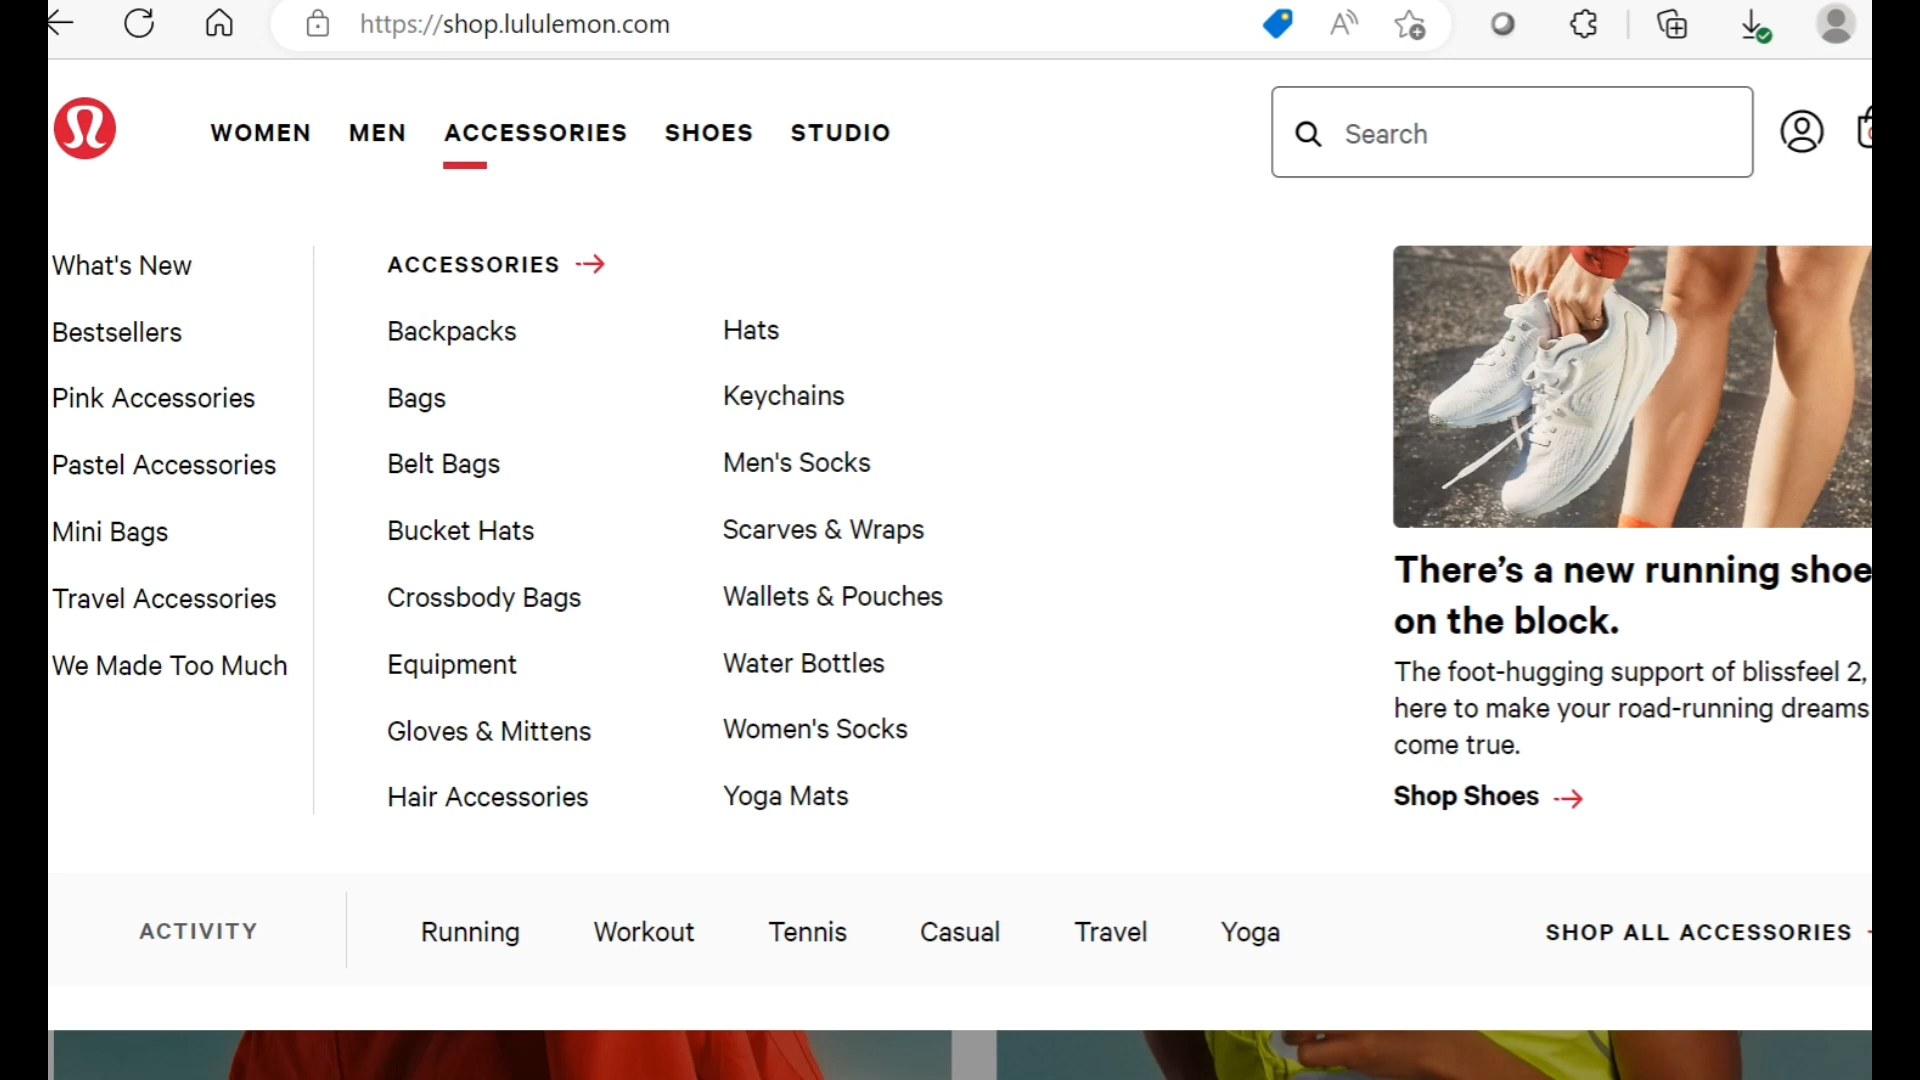 https://shop.lululemon.com
WOMEN MEN ACCESSORIES SHOES STUDIO
Search
What's New
Bestsellers
Pink Accessories
Pastel Accessories
Mini Bags
Travel Accessories
We Made Too Much
ACCESSORIES
Backpacks
Bags
Belt Bags
Bucket Hats
Crossbody Bags
Equipment
Gloves & Mittens
Hair Accessories
Hats
Keychains
Men's Socks
Scarves & Wraps
Wallets & Pouches
Water Bottles
Women's Socks
Yoga Mats
There’s a new running shoe
on the block.
The foot-hugging support of blissfeel 2,
here to make your road-running dreams
come true.
Shop Shoes
ACTIVITY Running Workout Tennis Casual Travel Yoga SHOP ALL ACCESSORIES